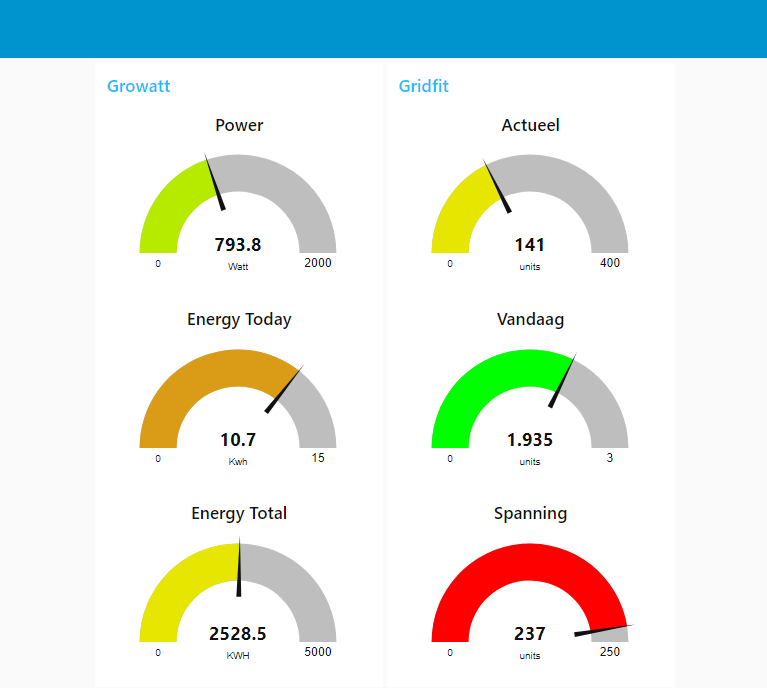 Growatt
Power
793.8
0
Watt
2000
Energy Today
10.7
0
Kwh
15
Energy Total
2528.5
0
KWH
5000
Gridfit
Actueel
141
0
units
400
Vandaag
1.935
0
units
3
Spanning
237
0
units
250